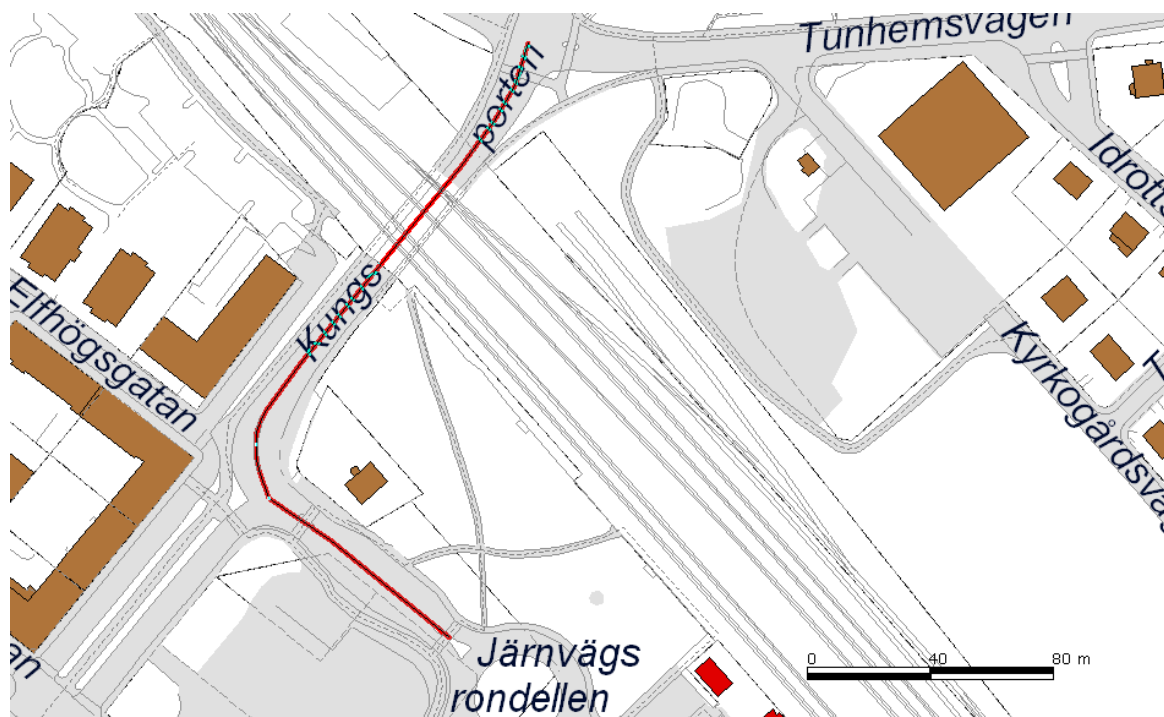 Tunhemsvägen
porten
Idrotts
Kungs
Elfhögsgatan
Kyrkogårdsväg
Järnvägs
rondellen
0 40 80 m